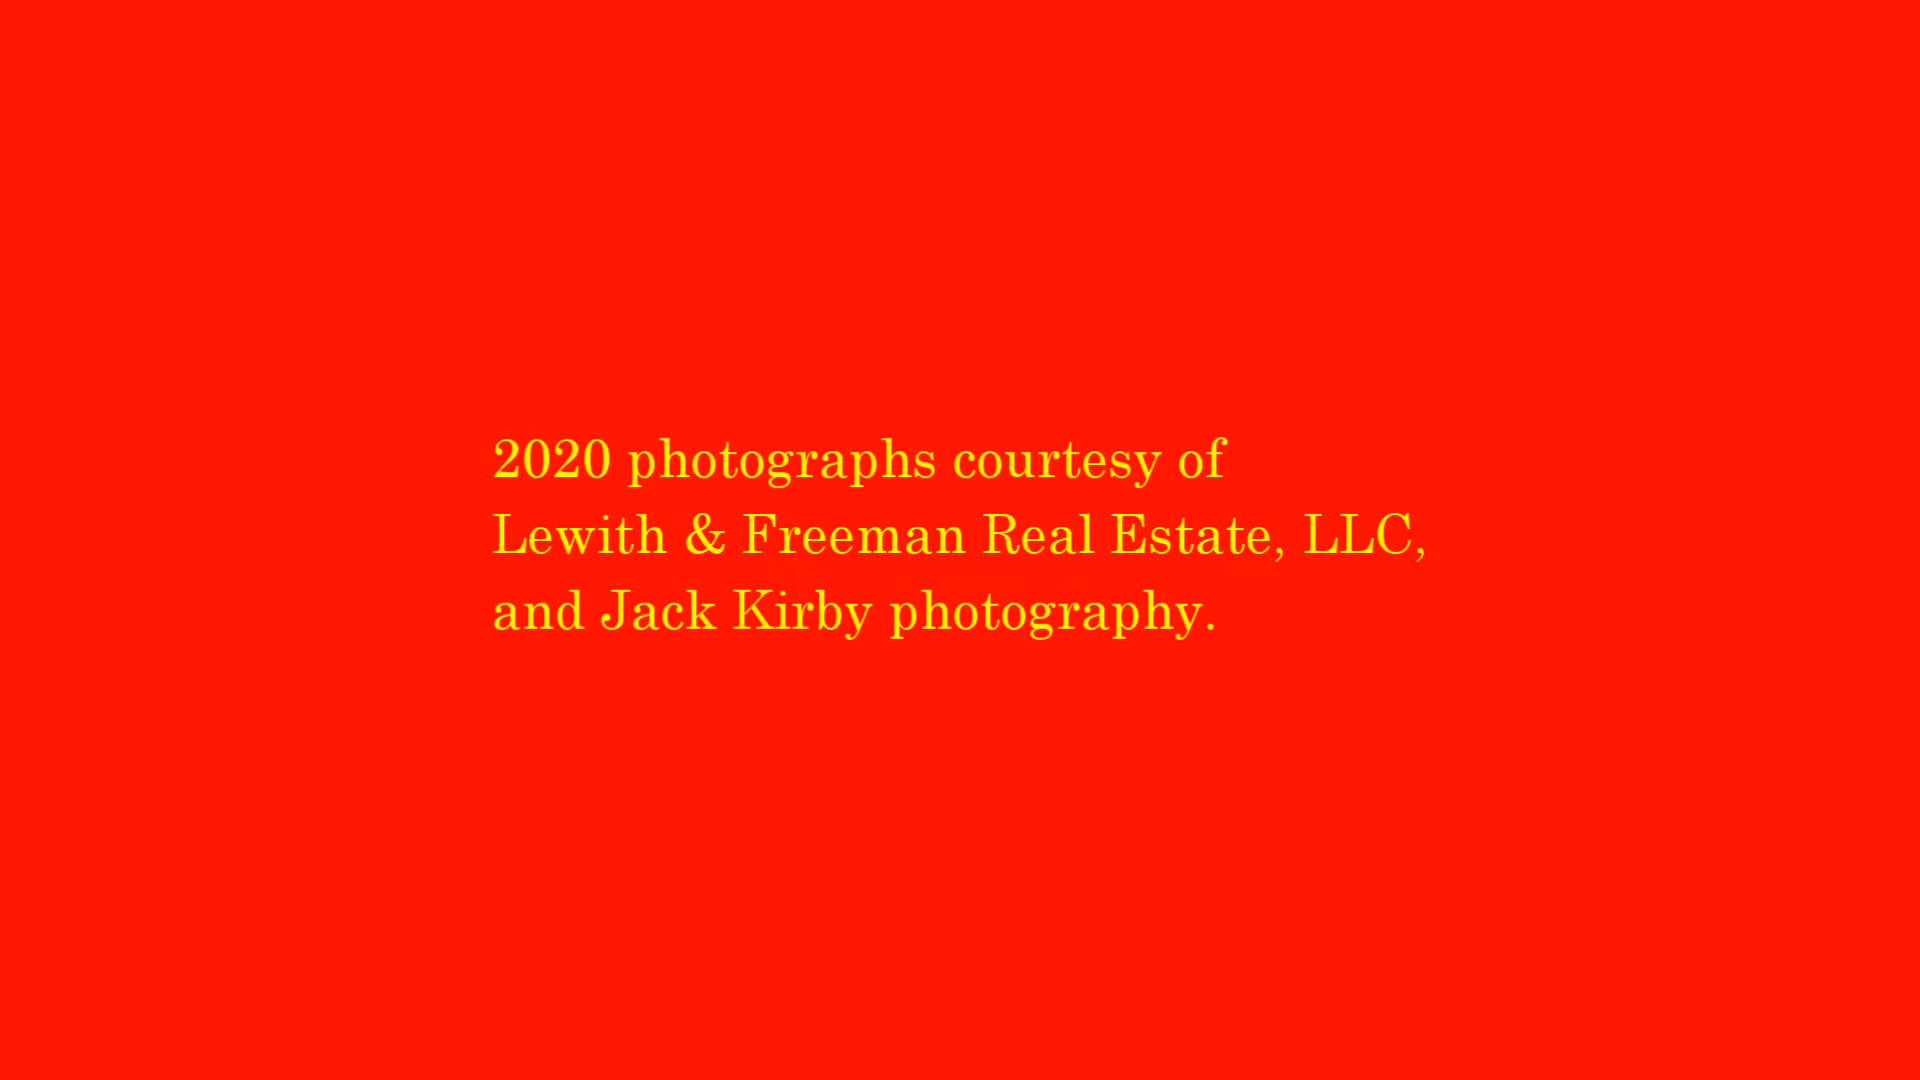 2020 photographs courtesy of
Lewith & Freeman Real Estate, LLC,
and Jack Kirby photography.